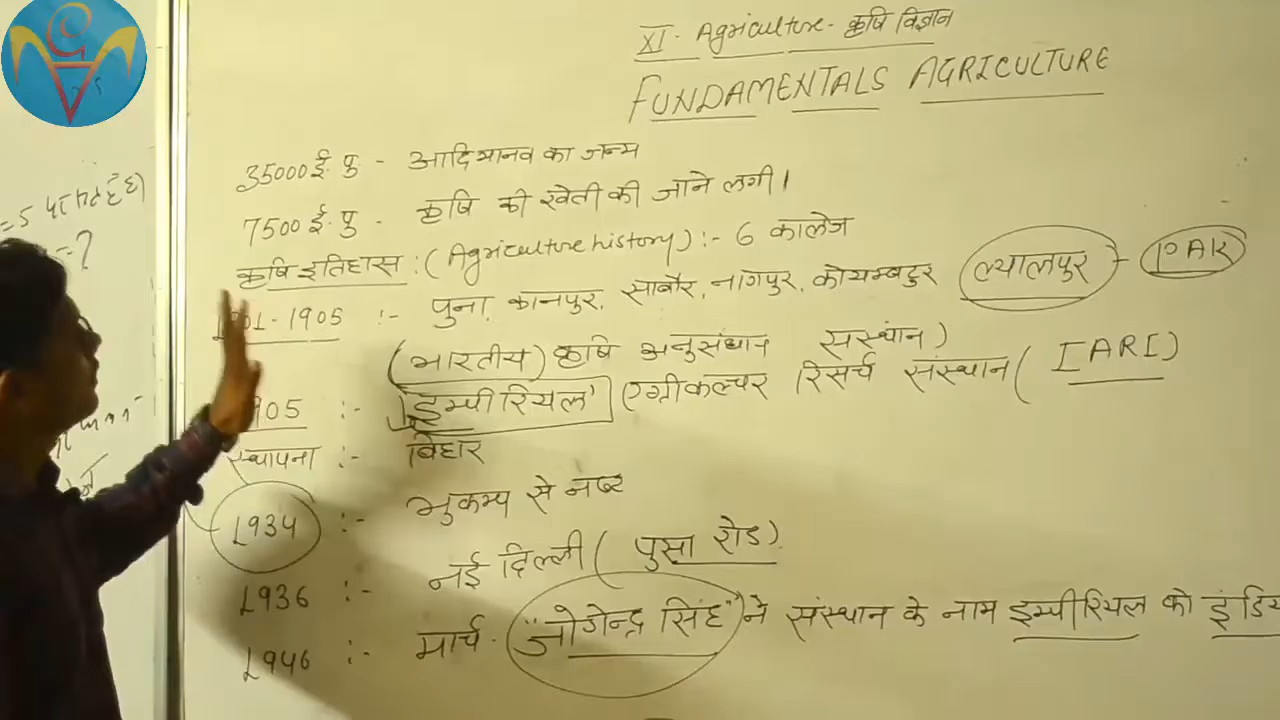 XI - Agriculture - कृषि विज्ञान
FUNDAMENTALS AGRICULTURE
35000 ई. पु - आदिमानव का जन्म
7500 ई. पु - कृषि की खेती की जाने लगी।
कृषि इतिहास : (Agriculture history) :- 6 कालेज
1901 - 1905 :- पुना, कानपुर, साबौर, नागपुर, कोयम्बटुर ल्यालपुर - PAK
(भारतीय) कृषि अनुसंधान संस्थान)
1905 :- इम्पीरियल' एग्रीकल्चर रिसर्च संस्थान (IARI)
स्थापना :- बिहार
1934 :- भुकम्प से नष्ट
1936 :- नई दिल्ली (पुसा रोड)
1946 :- मार्च - "जोगेन्द्र सिंह" ने संस्थान के नाम इम्पीरियल को इंडिय
= ?